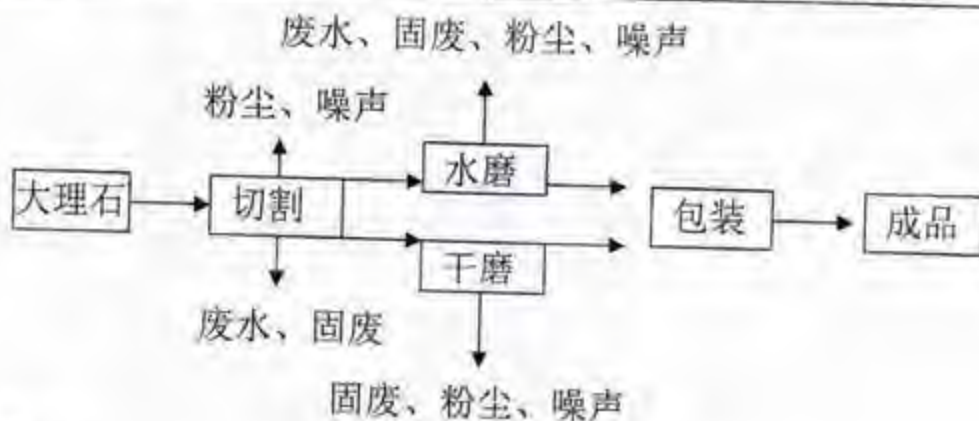 废水、固废、粉尘、噪声
粉尘、噪声
大理石
切割
水磨
干磨
包装
成品
废水、固废
固废、粉尘、噪声